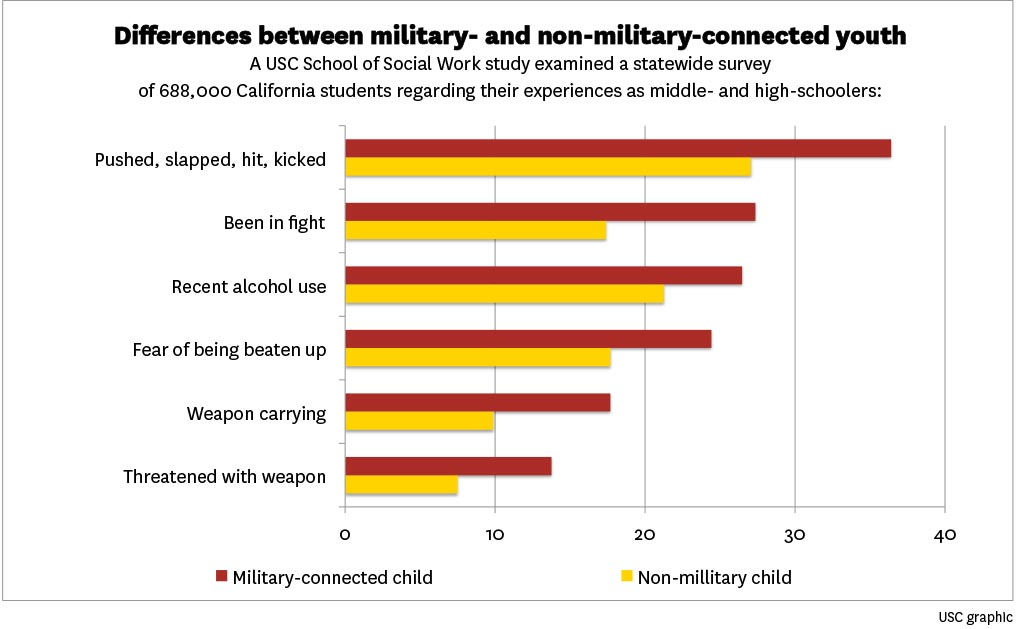 Differences between military- and non-military-connected youth
A USC School of Social Work study examined a statewide survey
of 688,000 California students regarding their experiences as middle- and high-schoolers:
Pushed, slapped, hit, kicked
Been in fight
Recent alcohol use
Fear of being beaten up
Weapon carrying
Threatened with weapon
0 10 20 30 40
Military-connected child Non-millitary child
USC graphic